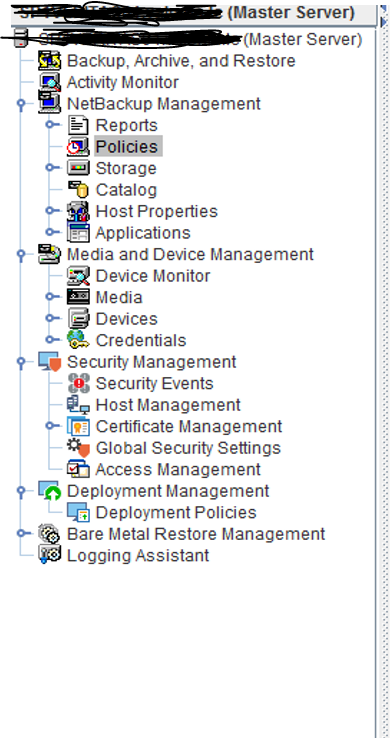 (Master Server)
(Master Server)
Backup, Archive, and Restore
Activity Monitor
NetBackup Management
Reports
Policies
Storage
Catalog
Host Properties
Applications
Media and Device Management
Device Monitor
Media
Devices
Credentials
Security Management
Security Events
Host Management
Certificate Management
Global Security Settings
Access Management
Deployment Management
Deployment Policies
Bare Metal Restore Management
Logging Assistant